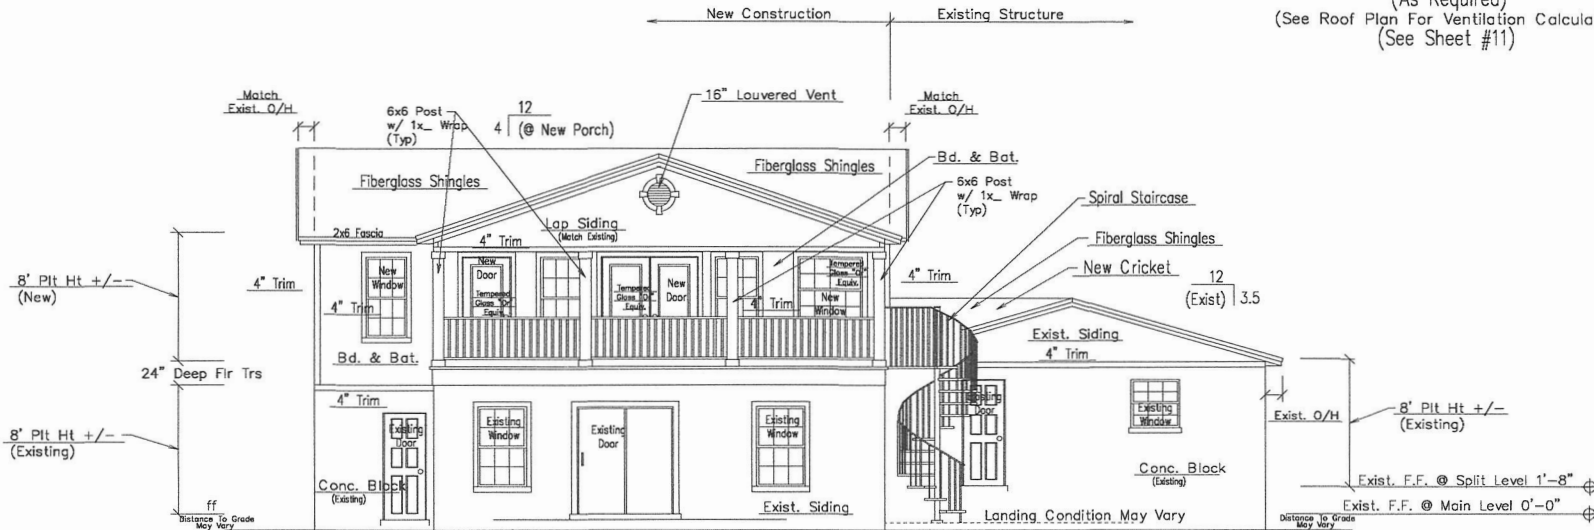 (As Required)
(See Roof Plan For Ventilation Calcula
(See Sheet #11)
New Construction
Existing Structure
Match
Exist. O/H
6x6 Post
w/ 1x_ Wrap
(Typ)
12
4
(@ New Porch)
16" Louvered Vent
Match
Exist. O/H
Fiberglass Shingles
Fiberglass Shingles
Bd. & Bat.
6x6 Post
w/ 1x_ Wrap
(Typ)
Spiral Staircase
Fiberglass Shingles
New Cricket
12
(Exist)
3.5
2x6 Fascia
Lap Siding
(Match Existing)
4" Trim
8' Plt Ht +/-
(New)
4" Trim
4" Trim
New
Window
New
Door
Tempered
Glass "Or"
Equiv.
Tempered
Glass "Or"
Equiv.
New
Door
4" Trim
Tempered
Glass "Or"
Equiv.
New
Window
4" Trim
Exist. Siding
4" Trim
Bd. & Bat.
24" Deep Flr Trs
4" Trim
8' Plt Ht +/-
(Existing)
Existing
Door
Existing
Window
Existing
Door
Existing
Window
Existing
Door
Existing
Window
Exist. O/H
8' Plt Ht +/-
(Existing)
Conc. Block
(Existing)
Exist. Siding
Conc. Block
(Existing)
Exist. F.F. @ Split Level 1'-8"
Exist. F.F. @ Main Level 0'-0"
ff
Distance To Grade
May Vary
Landing Condition May Vary
Distance To Grade
May Vary